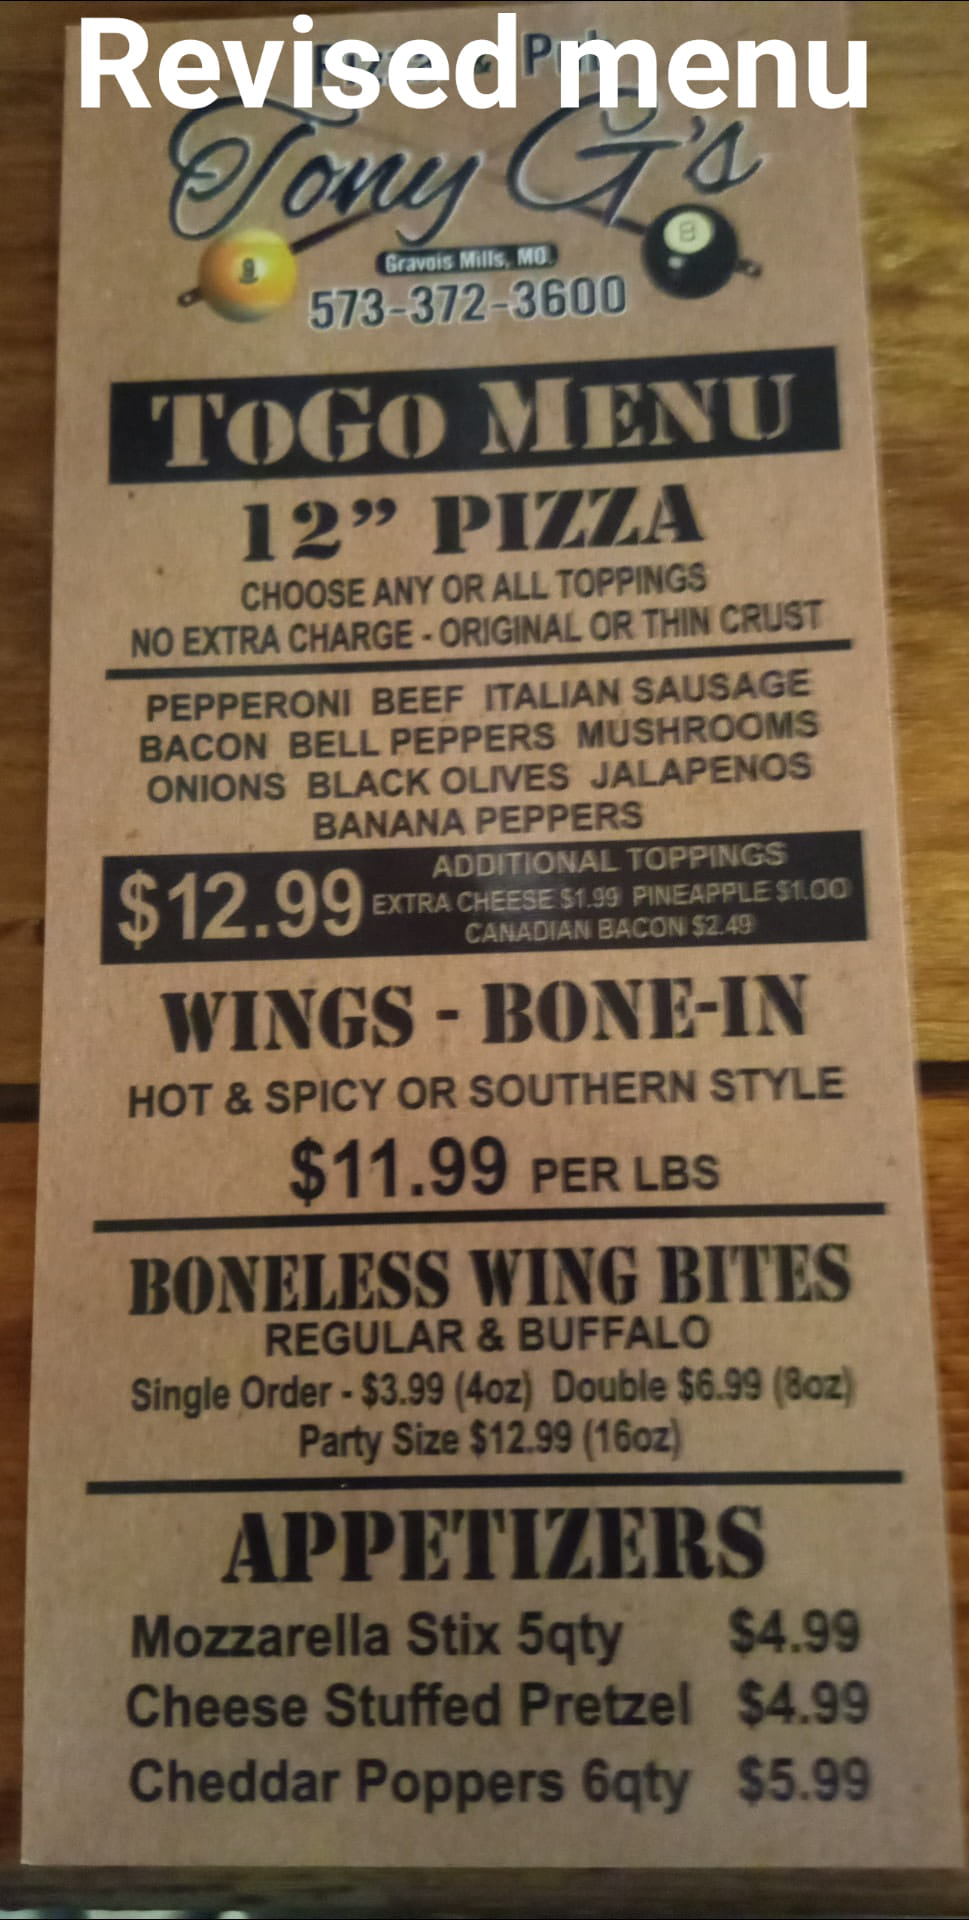 Revised menu
Pizza & Pub
Tony G's
9
8
Gravois Mills, MO.
573-372-3600
ToGo Menu
12” PIZZA
CHOOSE ANY OR ALL TOPPINGS
NO EXTRA CHARGE - ORIGINAL OR THIN CRUST
PEPPERONI BEEF ITALIAN SAUSAGE
BACON BELL PEPPERS MUSHROOMS
ONIONS BLACK OLIVES JALAPENOS
BANANA PEPPERS
$12.99
ADDITIONAL TOPPINGS
EXTRA CHEESE $1.99 PINEAPPLE $1.00
CANADIAN BACON $2.49
WINGS - BONE-IN
HOT & SPICY OR SOUTHERN STYLE
$11.99 PER LBS
BONELESS WING BITES
REGULAR & BUFFALO
Single Order - $3.99 (4oz) Double $6.99 (8oz)
Party Size $12.99 (16oz)
APPETIZERS
Mozzarella Stix 5qty $4.99
Cheese Stuffed Pretzel $4.99
Cheddar Poppers 6qty $5.99